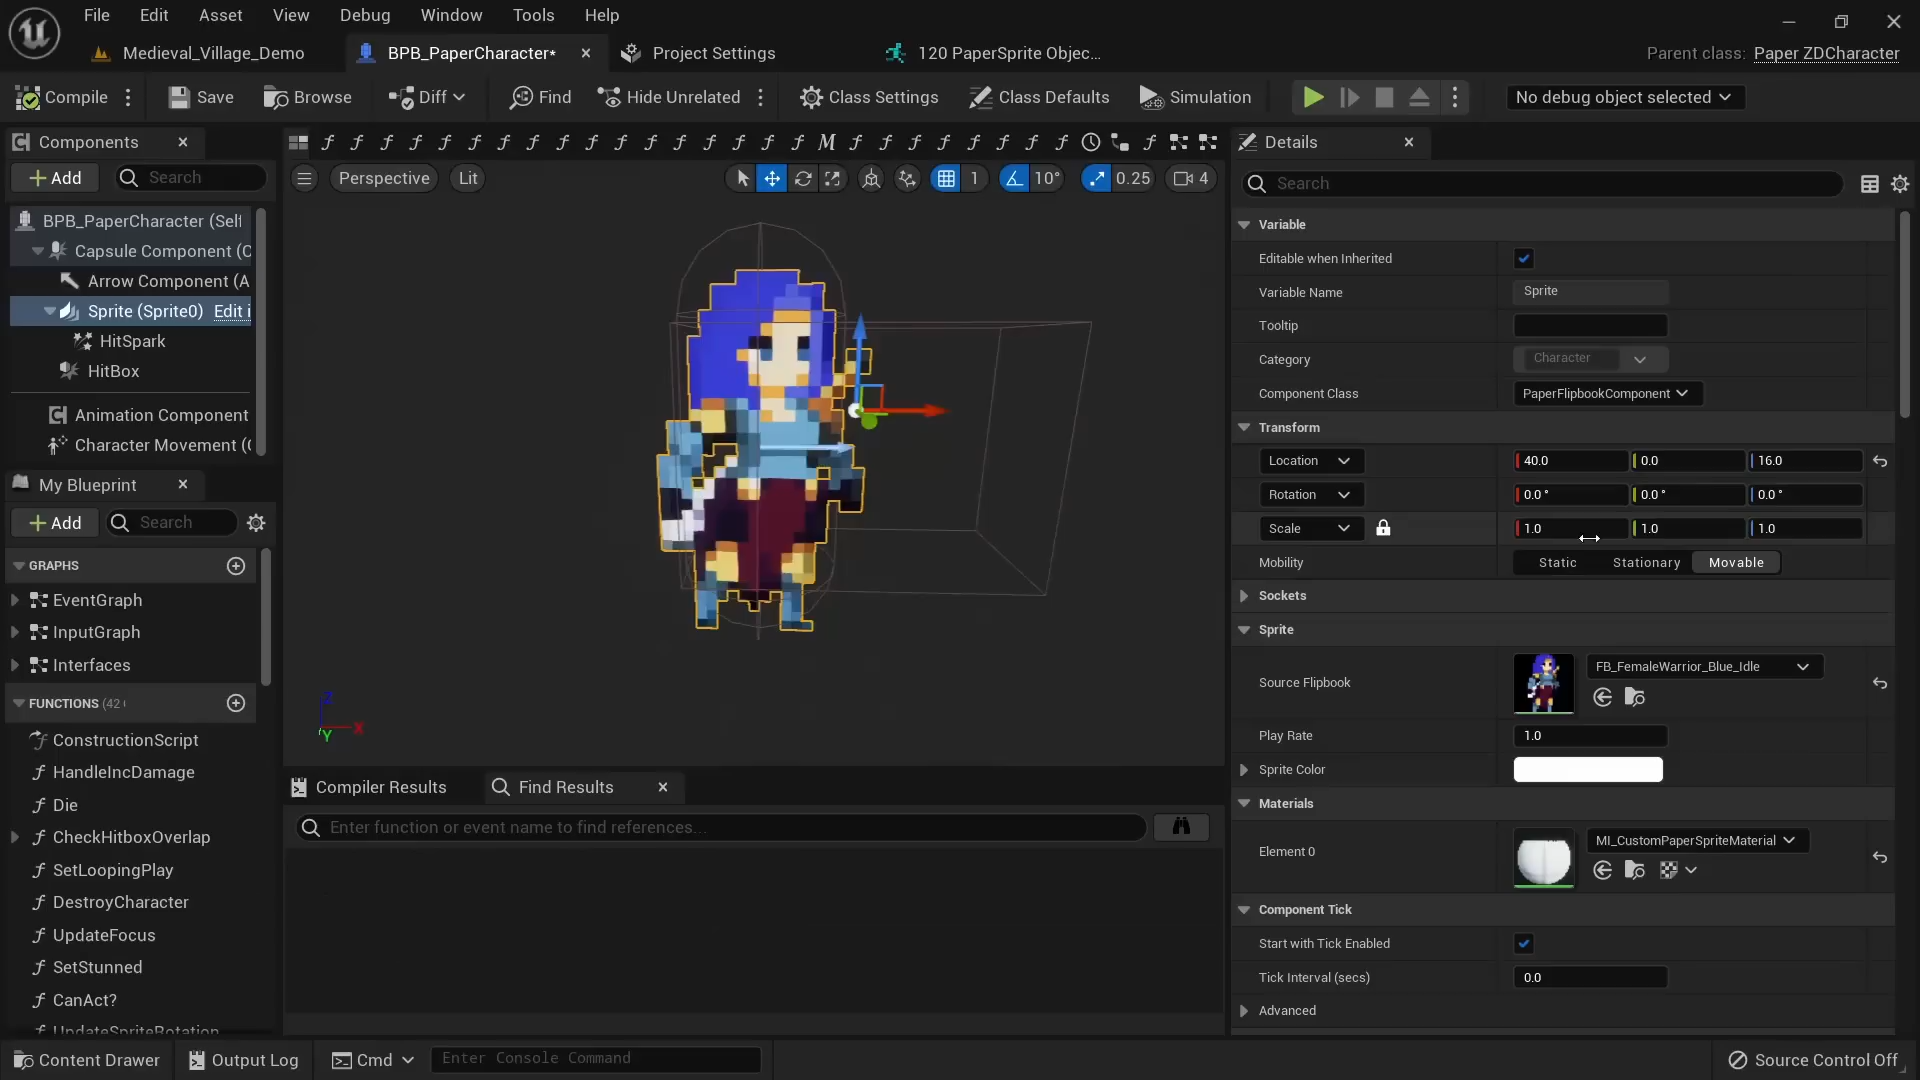 File Edit Asset View Debug Window Tools Help
Medieval_Village_Demo BPB_PaperCharacter* Project Settings 120 PaperSprite Objec... Parent class: Paper ZDCharacter
Compile Save Browse Diff Find Hide Unrelated Class Settings Class Defaults Simulation No debug object selected
Components
Add Search
BPB_PaperCharacter (Self
Capsule Component (C
Arrow Component (A
Sprite (Sprite0) Edit i
HitSpark
HitBox
Animation Component
Character Movement (C
My Blueprint
Add Search
GRAPHS
EventGraph
InputGraph
Interfaces
FUNCTIONS (42
ConstructionScript
HandleIncDamage
Die
CheckHitboxOverlap
SetLoopingPlay
DestroyCharacter
UpdateFocus
SetStunned
CanAct?
UpdateSpriteRotation
Perspective Lit 1 10° 0.25 4
Z
X
Y
Compiler Results Find Results
Enter function or event name to find references...
Details
Search
Variable
Editable when Inherited
Variable Name Sprite
Tooltip
Category Character
Component Class PaperFlipbookComponent
Transform
Location 40.0 0.0 16.0
Rotation 0.0° 0.0° 0.0°
Scale 1.0 1.0 1.0
Mobility Static Stationary Movable
Sockets
Sprite
Source Flipbook FB_FemaleWarrior_Blue_Idle
Play Rate 1.0
Sprite Color
Materials
Element 0 MI_CustomPaperSpriteMaterial
Component Tick
Start with Tick Enabled
Tick Interval (secs) 0.0
Advanced
Content Drawer Output Log Cmd Enter Console Command Source Control Off